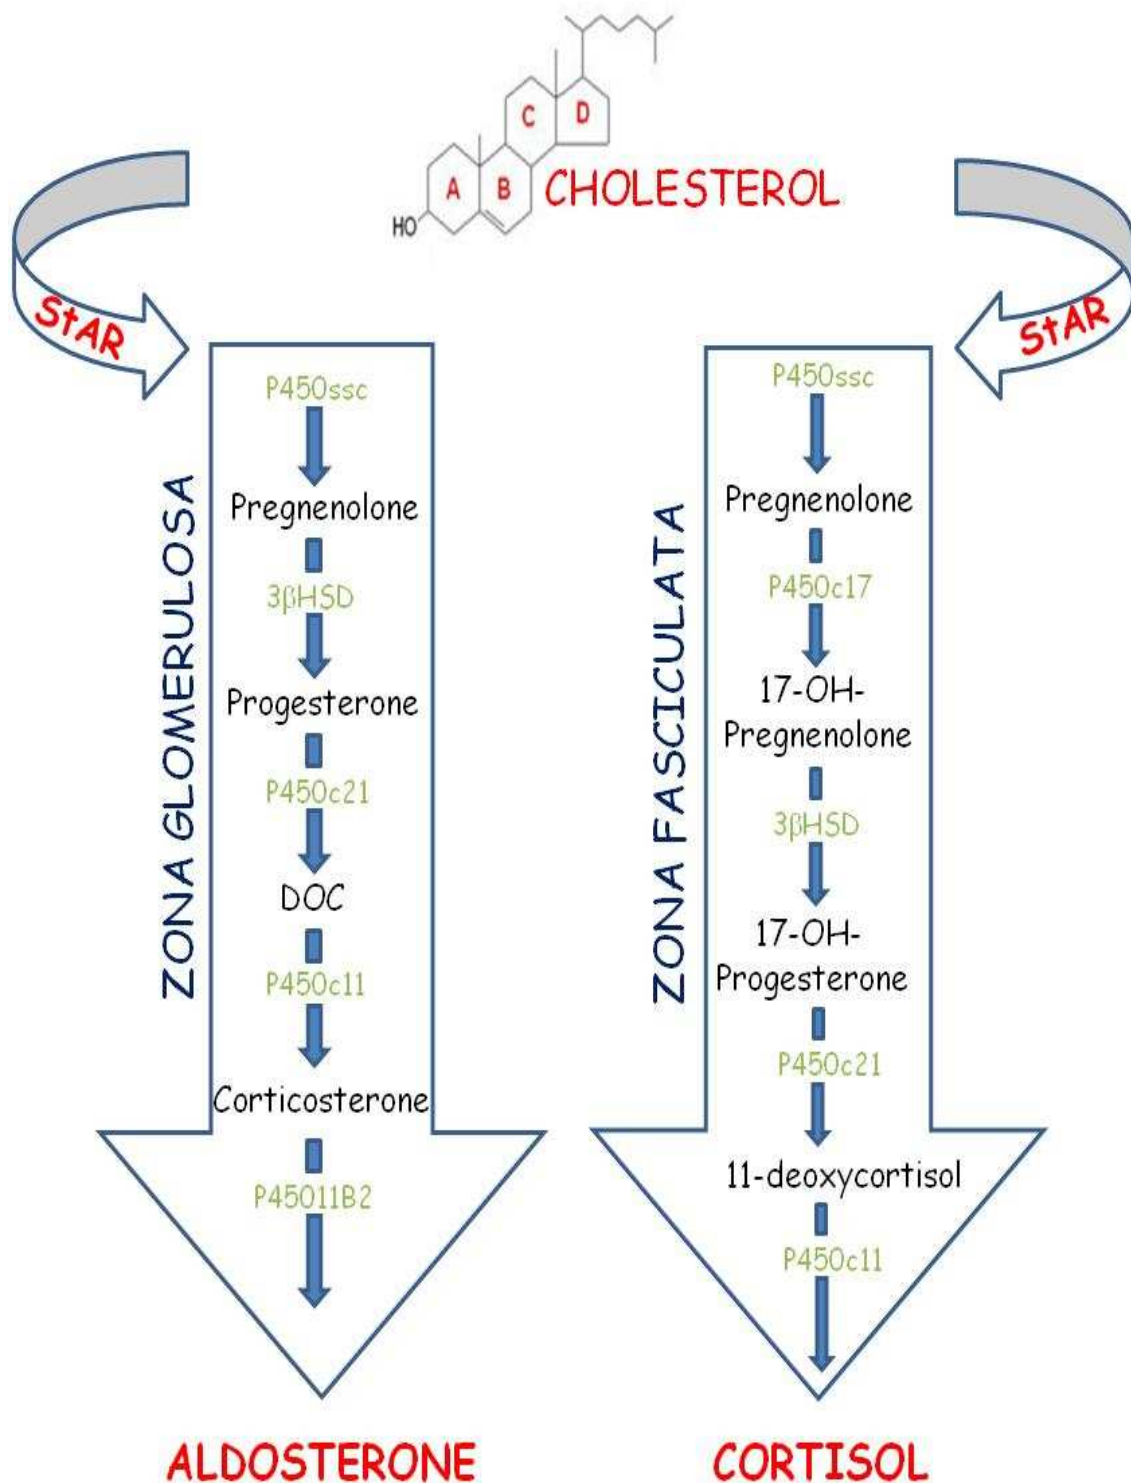 C
D
A
B
CHOLESTEROL
HO
StAR
StAR
ZONA GLOMERULOSA
P450ssc
Pregnenolone
3βHSD
Progesterone
P450c21
DOC
P450c11
Corticosterone
P45011B2
ALDOSTERONE
ZONA FASCICULATA
P450ssc
Pregnenolone
P450c17
17-OH-
Pregnenolone
3βHSD
17-OH-
Progesterone
P450c21
11-deoxycortisol
P450c11
CORTISOL